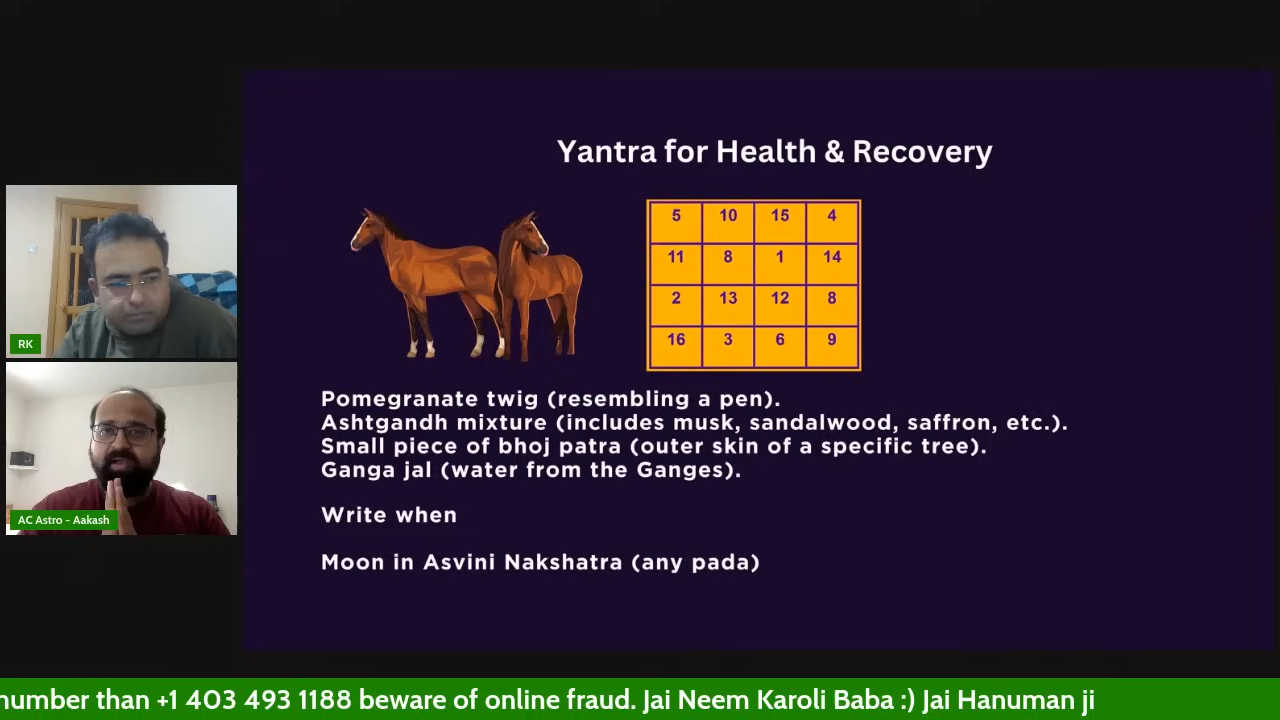 Yantra for Health & Recovery
5 10 15 4
11 8 1 14
2 13 12 8
16 3 6 9
RK
AC Astro - Aakash
Pomegranate twig (resembling a pen).
Ashtgandh mixture (includes musk, sandalwood, saffron, etc.).
Small piece of bhoj patra (outer skin of a specific tree).
Ganga jal (water from the Ganges).
Write when
Moon in Asvini Nakshatra (any pada)
number than +1 403 493 1188 beware of online fraud. Jai Neem Karoli Baba :) Jai Hanuman ji